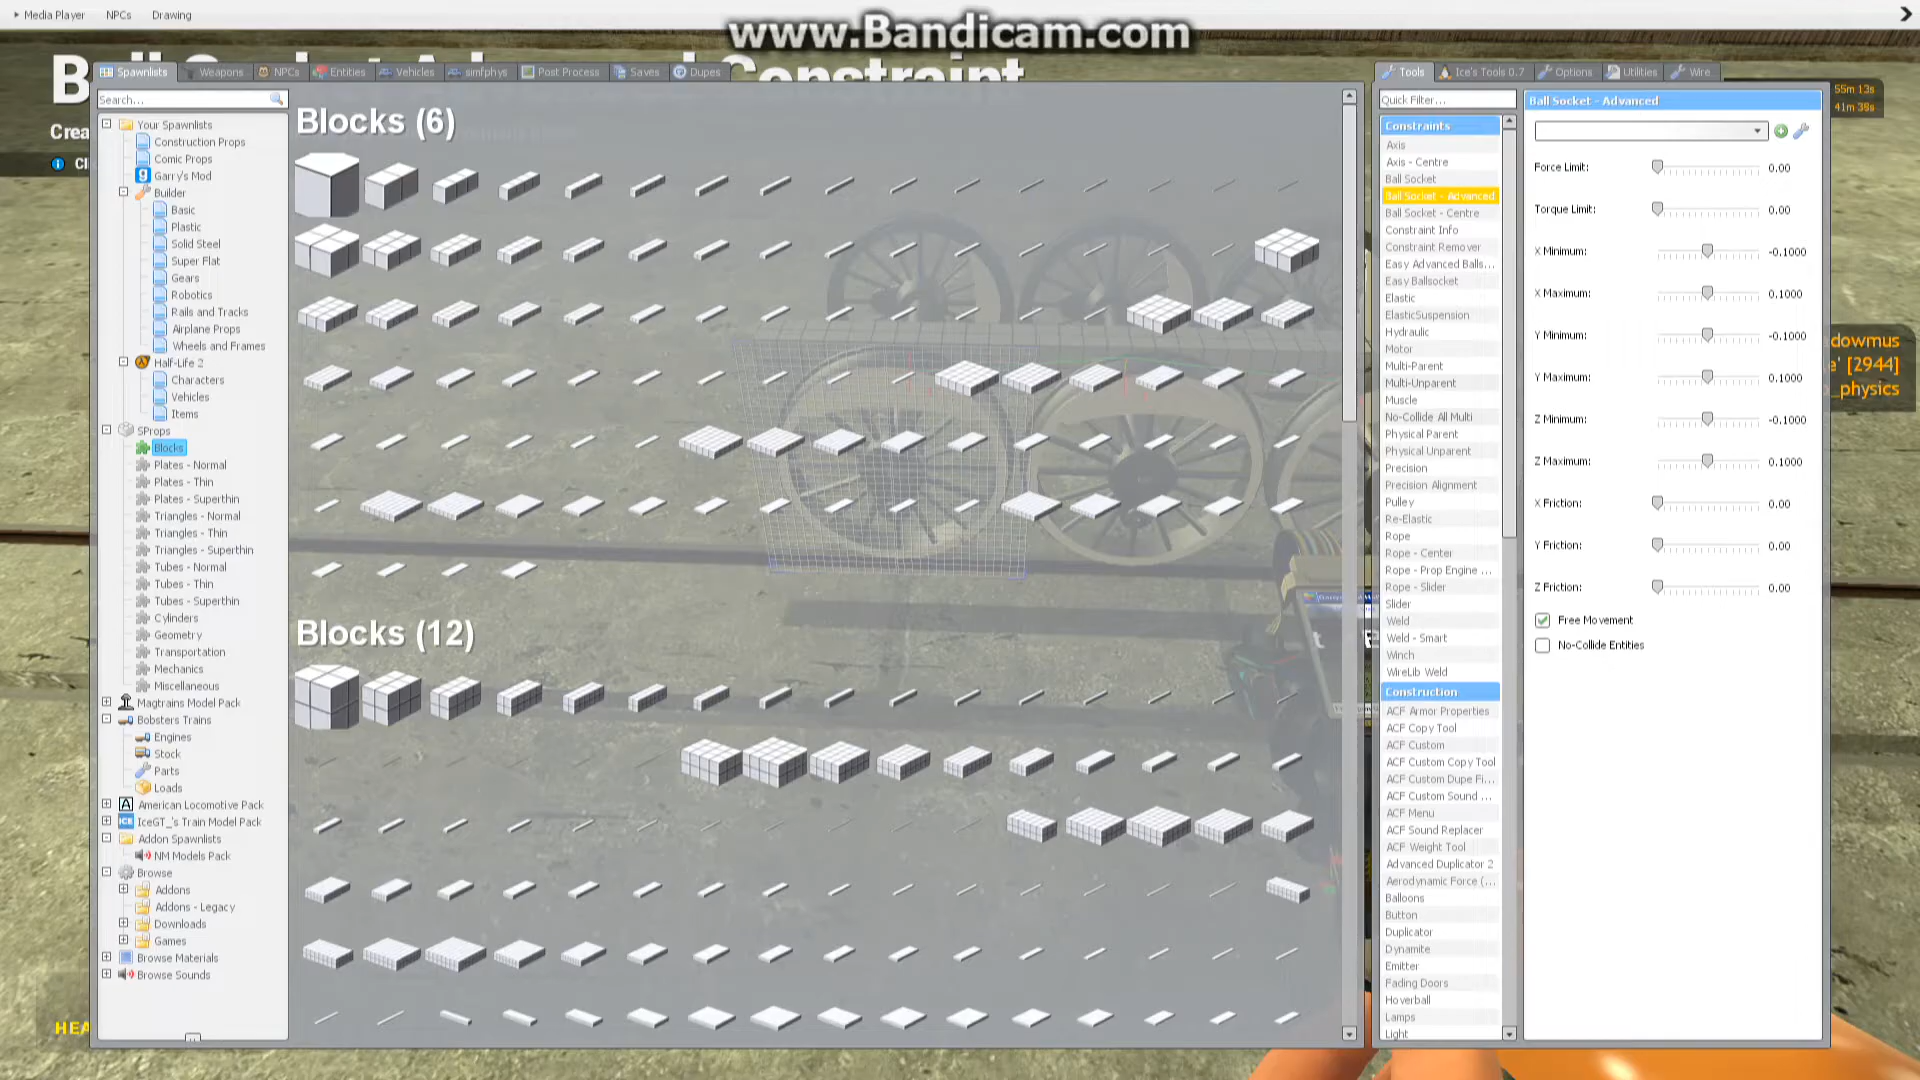 Media Player NPCs Drawing
www.Bandicam.com
Spawnlists Weapons NPCs Entities Vehicles simfphys Post Process Saves Dupes
Search...
Your Spawnlists
Construction Props
Comic Props
Garry's Mod
Builder
Basic
Plastic
Solid Steel
Super Flat
Gears
Robotics
Rails and Tracks
Airplane Props
Wheels and Frames
Half-Life 2
Characters
Vehicles
Items
SProps
Blocks
Plates - Normal
Plates - Thin
Plates - Superthin
Triangles - Normal
Triangles - Thin
Triangles - Superthin
Tubes - Normal
Tubes - Thin
Tubes - Superthin
Cylinders
Geometry
Transportation
Mechanics
Miscellaneous
Magtrains Model Pack
Bobsters Trains
Engines
Stock
Parts
Loads
American Locomotive Pack
IceGT_'s Train Model Pack
Addon Spawnlists
NM Models Pack
Browse
Addons
Addons - Legacy
Downloads
Games
Browse Materials
Browse Sounds
Crea
Cli
HEA
Blocks (6)
Blocks (12)
Tools Ice's Tools 0.7 Options Utilities Wire
Quick Filter...
Constraints
Axis
Axis - Centre
Ball Socket
Ball Socket - Advanced
Ball Socket - Centre
Constraint Info
Constraint Remover
Easy Advanced Balls...
Easy Ballsocket
Elastic
ElasticSuspension
Hydraulic
Motor
Multi-Parent
Multi-Unparent
Muscle
No-Collide All Multi
Physical Parent
Physical Unparent
Precision
Precision Alignment
Pulley
Re-Elastic
Rope
Rope - Center
Rope - Prop Engine ...
Rope - Slider
Slider
Weld
Weld - Smart
Winch
WireLib Weld
Construction
ACF Armor Properties
ACF Copy Tool
ACF Custom
ACF Custom Copy Tool
ACF Custom Dupe Fi...
ACF Custom Sound ...
ACF Menu
ACF Sound Replacer
ACF Weight Tool
Advanced Duplicator 2
Aerodynamic Force (...
Balloons
Button
Duplicator
Dynamite
Emitter
Fading Doors
Hoverball
Lamps
Light
Ball Socket - Advanced
Force Limit: 0.00
Torque Limit: 0.00
X Minimum: -0.1000
X Maximum: 0.1000
Y Minimum: -0.1000
Y Maximum: 0.1000
Z Minimum: -0.1000
Z Maximum: 0.1000
X Friction: 0.00
Y Friction: 0.00
Z Friction: 0.00
Free Movement
No-Collide Entities
55m 13s
dowmus
e' [2944]
_physics